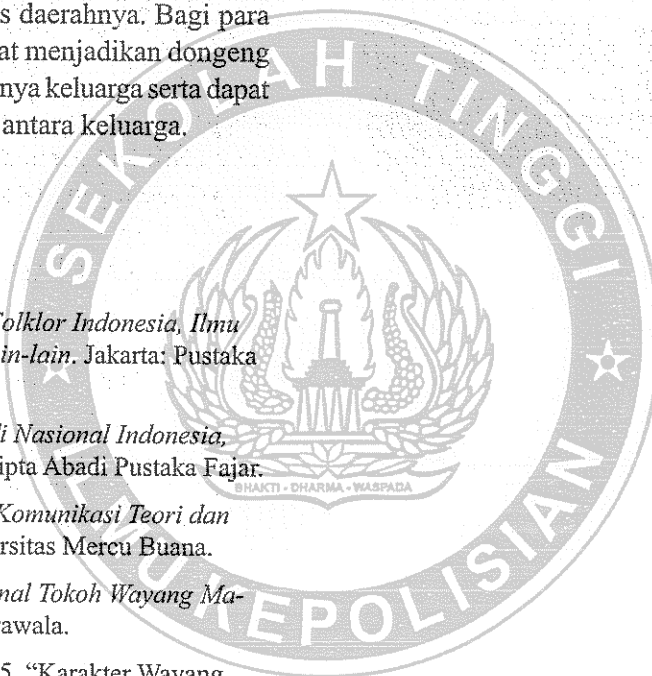 s daerahnya. Bagi para
at menjadikan dongeng
nya keluarga serta dapat
antara keluarga.
SEKOLAH TINGGI
ILMU KEPOLISIAN
BHAKTI - DHARMA - WASPADA
olklor Indonesia, Ilmu
in-lain. Jakarta: Pustaka
i Nasional Indonesia,
ipta Abadi Pustaka Fajar.
Komunikasi Teori dan
rsitas Mercu Buana.
nal Tokoh Wayang Ma-
awala.
5. “Karakter Wayang